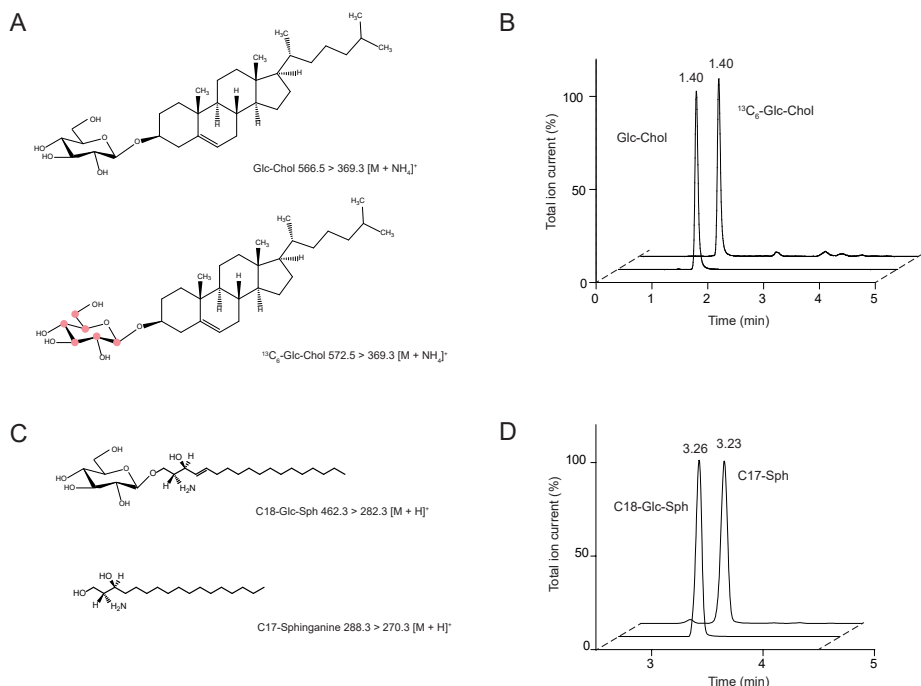 A
H₃C
CH₃
CH₃
CH₃
CH₃
H
H
H
H
OH
O
O
HO
HO
OH
Glc-Chol 566.5 > 369.3 [M + NH₄]⁺
H₃C
H₃C
CH₃
CH₃
CH₃
H
H
H
H
OH
O
O
HO
HO
OH
¹³C₆-Glc-Chol 572.5 > 369.3 [M + NH₄]⁺
B
1.40
1.40
¹³C₆-Glc-Chol
Glc-Chol
100
50
0
Total ion current (%)
0 1 2 3 4 5
Time (min)
C
OH
HO
H
O
O
HO
HO
OH
H
H₂N
C18-Glc-Sph 462.3 > 282.3 [M + H]⁺
HO
H
HO
H
H₂N
C17-Sphinganine 288.3 > 270.3 [M + H]⁺
D
3.26
3.23
C17-Sph
C18-Glc-Sph
100
50
0
Total ion current (%)
3 4 5
Time (min)